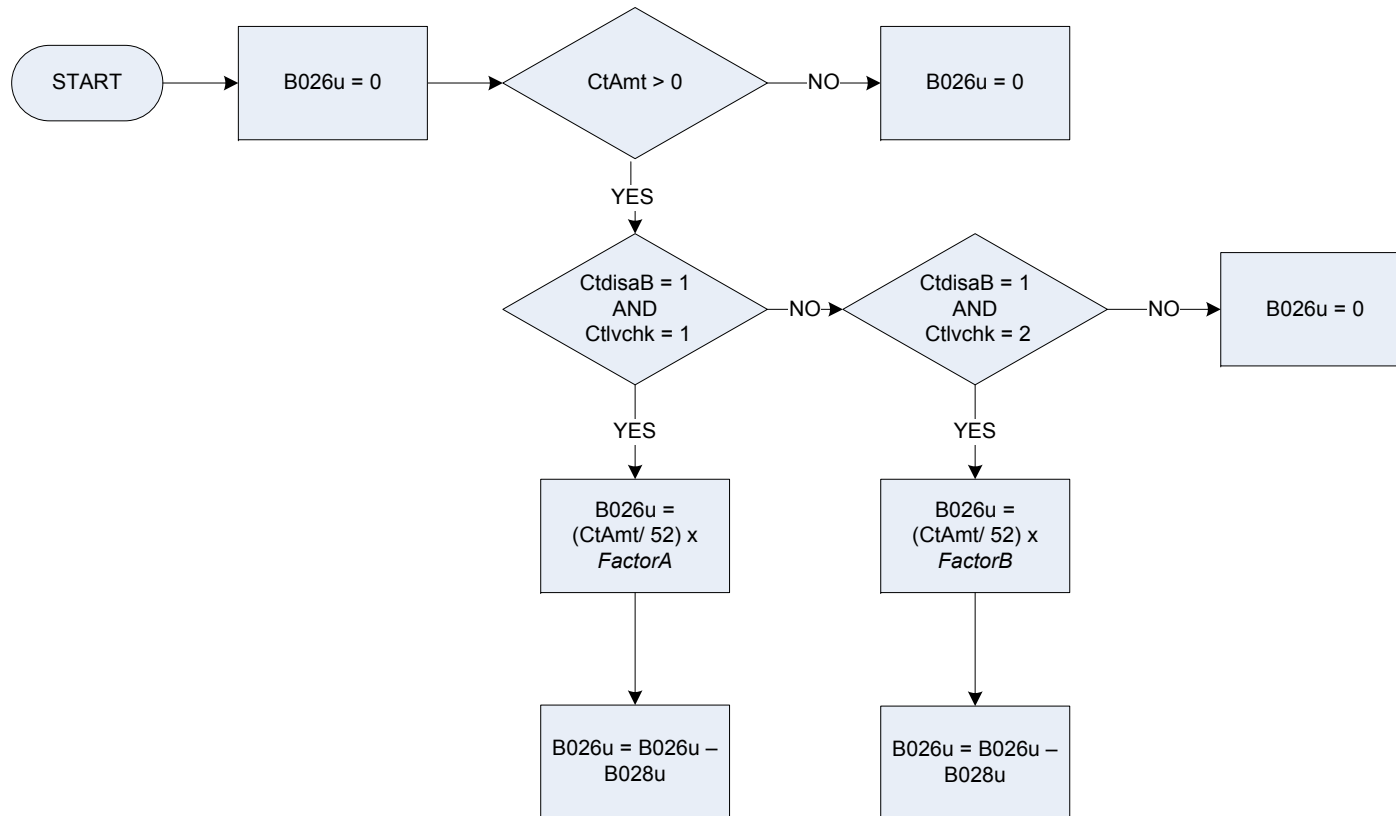 START
B026u = 0
CtAmt > 0
NO
B026u = 0
YES
CtdisaB = 1
AND
Ctlvchk = 1
NO
CtdisaB = 1
AND
Ctlvchk = 2
NO
B026u = 0
YES
YES
B026u =
(CtAmt/ 52) x
FactorA
B026u =
(CtAmt/ 52) x
FactorB
B026u = B026u –
B028u
B026u = B026u –
B028u